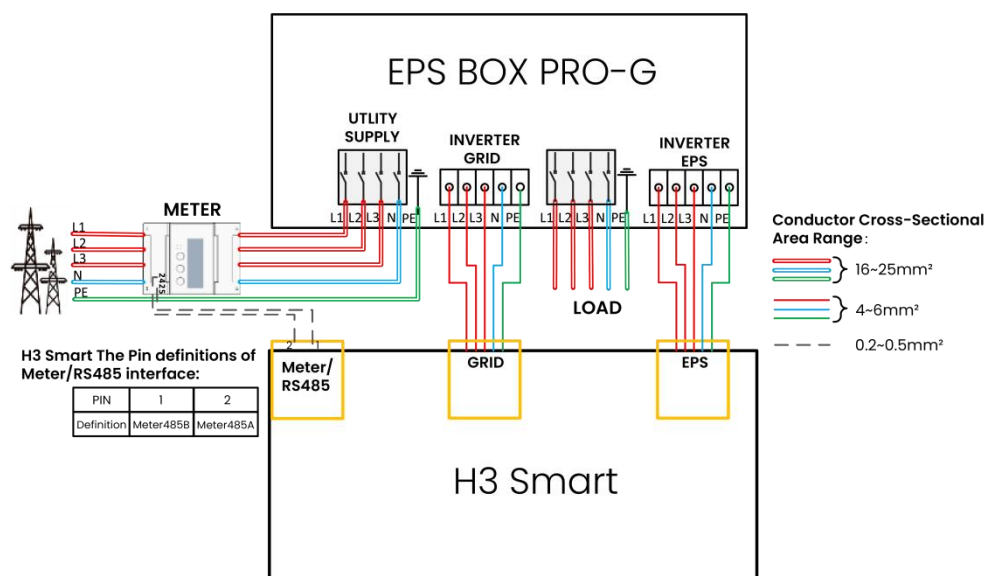 EPS BOX PRO-G
UTLITY
SUPPLY
INVERTER
GRID
INVERTER
EPS
L1 L2 L3 N PE
L1 L2 L3 N PE
L1 L2 L3 N PE
L1 L2 L3 N PE
METER
L1
L2
L3
N
PE
2425
LOAD
Conductor Cross-Sectional
Area Range:
16~25mm²
4~6mm²
0.2~0.5mm²
H3 Smart The Pin definitions of
Meter/RS485 interface:
PIN 1 2
Definition Meter485B Meter485A
2 1
Meter/
RS485
GRID
EPS
H3 Smart